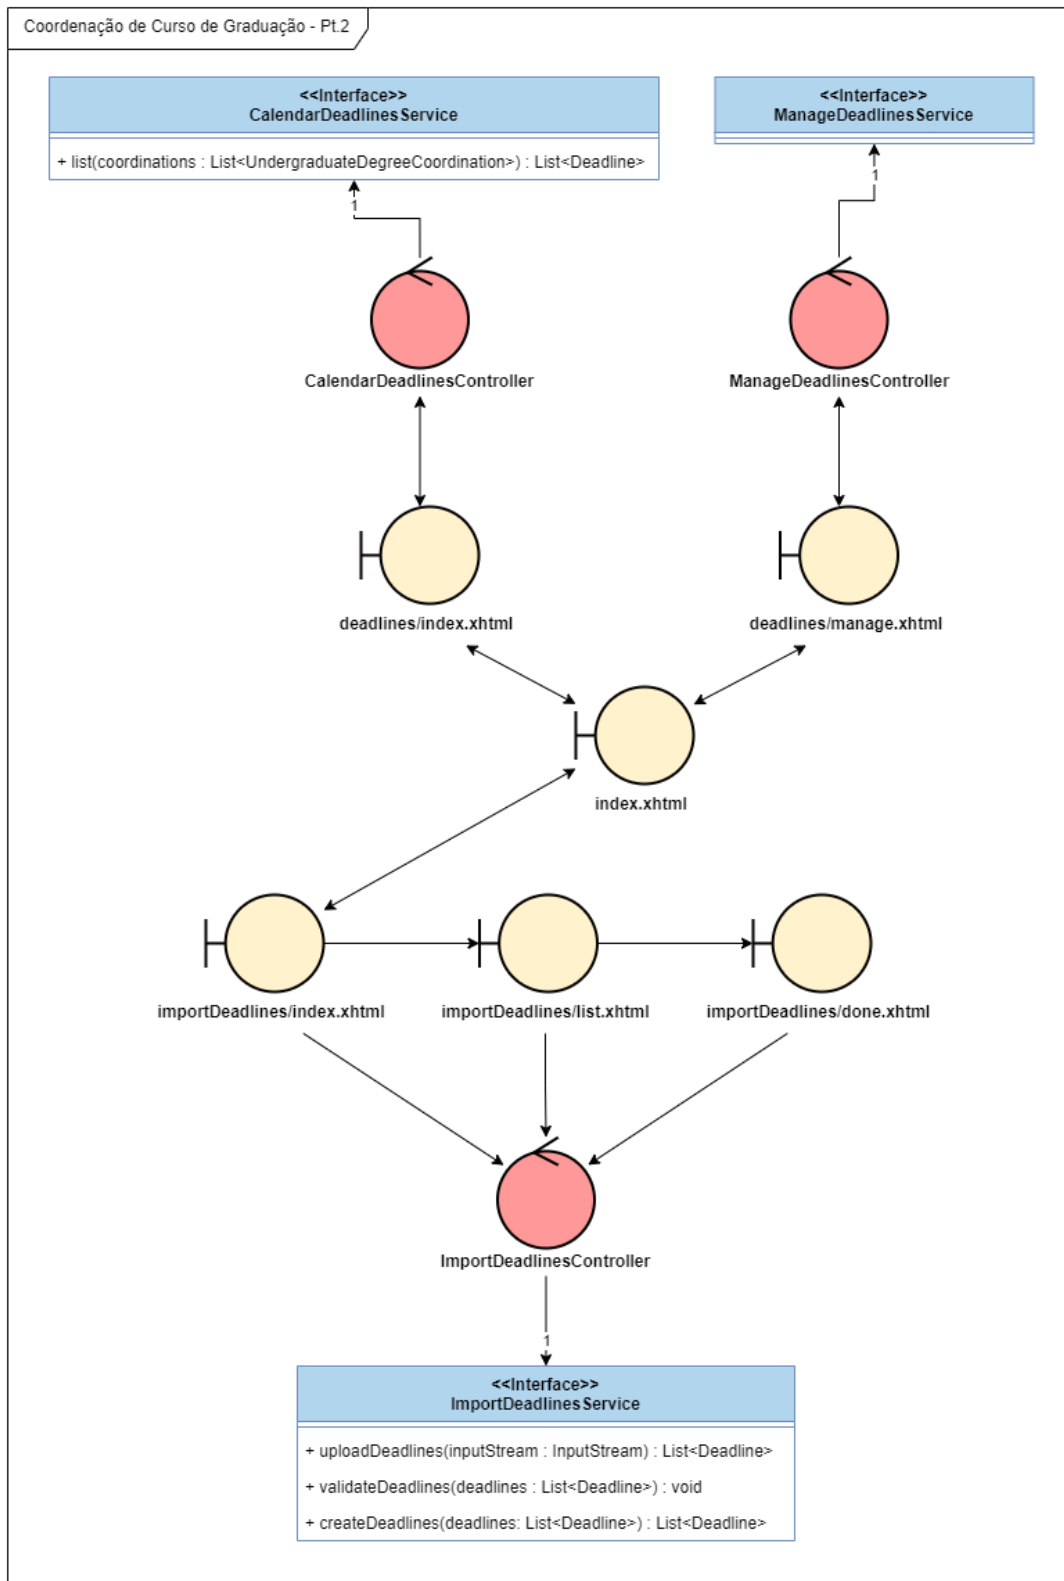 Coordenação de Curso de Graduação - Pt.2
<<Interface>>
CalendarDeadlinesService
+ list(coordinations : List<UndergraduateDegreeCoordination>) : List<Deadline>
<<Interface>>
ManageDeadlinesService
1
1
CalendarDeadlinesController
ManageDeadlinesController
deadlines/index.xhtml
deadlines/manage.xhtml
index.xhtml
importDeadlines/index.xhtml
importDeadlines/list.xhtml
importDeadlines/done.xhtml
ImportDeadlinesController
1
<<Interface>>
ImportDeadlinesService
+ uploadDeadlines(inputStream : InputStream) : List<Deadline>
+ validateDeadlines(deadlines : List<Deadline>) : void
+ createDeadlines(deadlines: List<Deadline>) : List<Deadline>